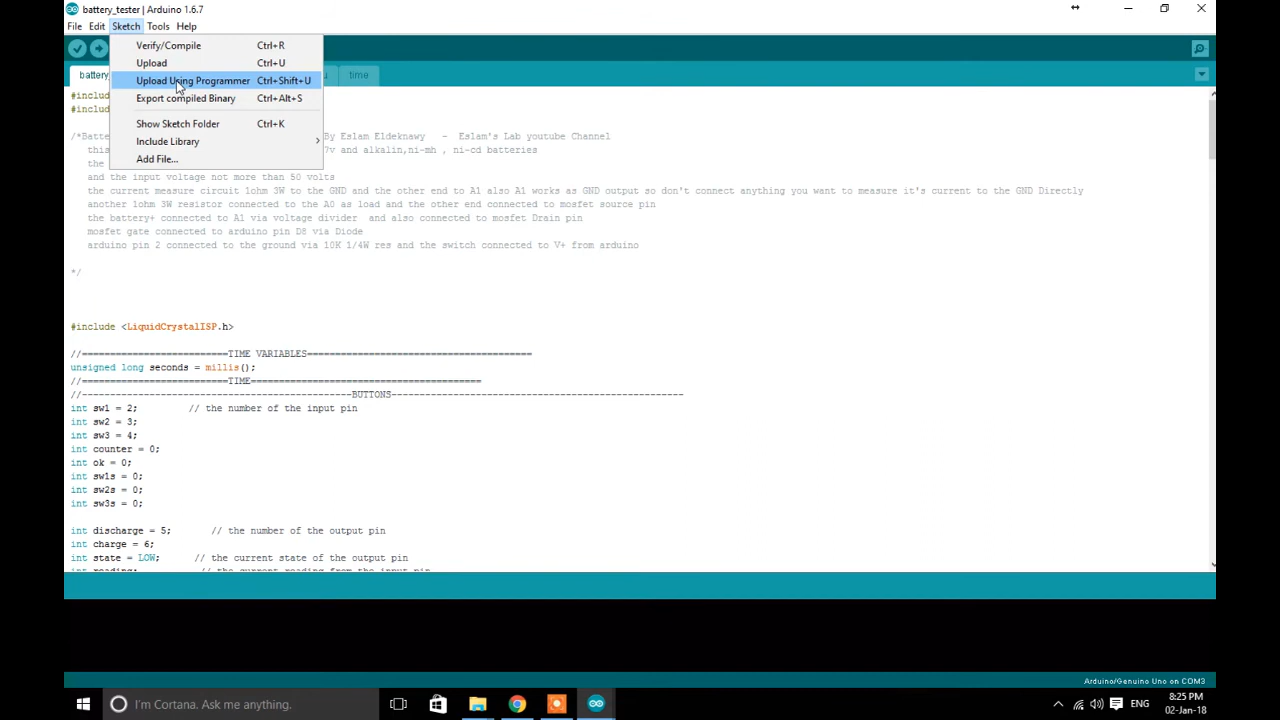 battery_tester | Arduino 1.6.7
File Edit Sketch Tools Help
Verify/Compile Ctrl+R
Upload Ctrl+U
Upload Using Programmer Ctrl+Shift+U
Export compiled Binary Ctrl+Alt+S
Show Sketch Folder Ctrl+K
Include Library
Add File...
battery_ time
#include
#include
/*Batte By Eslam Eldeknawy - Eslam's Lab youtube Channel
this 7v and alkalin,ni-mh , ni-cd batteries
the
and the input voltage not more than 50 volts
the current measure circuit 1ohm 3W to the GND and the other end to A1 also A1 works as GND output so don't connect anything you want to measure it's current to the GND Directly
another 1ohm 3W resistor connected to the A0 as load and the other end connected to mosfet source pin
the battery+ connected to A1 via voltage divider and also connected to mosfet Drain pin
mosfet gate connected to arduino pin D8 via Diode
arduino pin 2 connected to the ground via 10K 1/4W res and the switch connected to V+ from arduino
*/
#include <LiquidCrystalISP.h>
//==========================TIME VARIABLES========================================
unsigned long seconds = millis();
//==========================TIME=========================================
//------------------------------------------------BUTTONS--------------------------------------------------------
int sw1 = 2; // the number of the input pin
int sw2 = 3;
int sw3 = 4;
int counter = 0;
int ok = 0;
int sw1s = 0;
int sw2s = 0;
int sw3s = 0;
int discharge = 5; // the number of the output pin
int charge = 6;
int state = LOW; // the current state of the output pin
int reading; // the current reading from the input pin
Arduino/Genuino Uno on COM3
I'm Cortana. Ask me anything.
ENG
8:25 PM
02-Jan-18